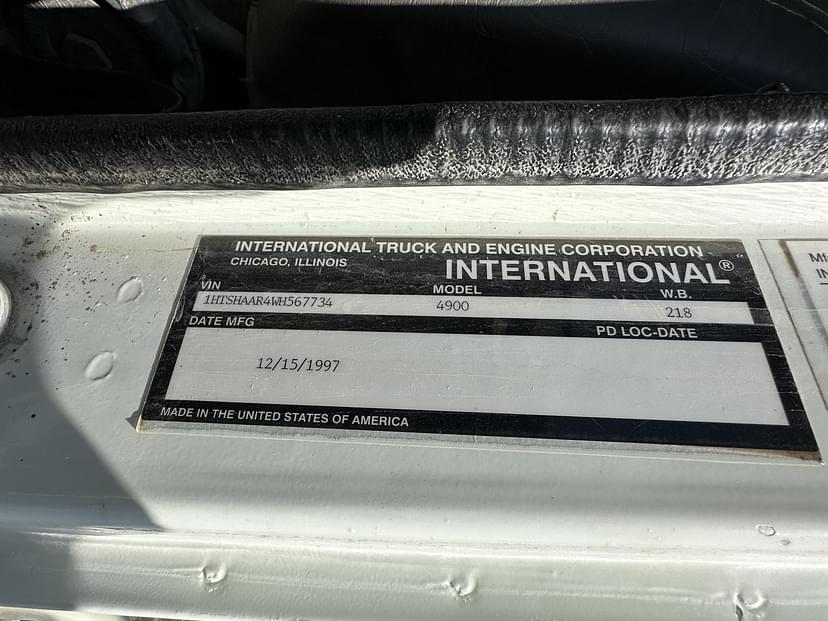 INTERNATIONAL TRUCK AND ENGINE CORPORATION
CHICAGO, ILLINOIS
INTERNATIONAL®
VIN MODEL W.B.
1HTSHAAR4WH567734 4900 218
DATE MFG PD LOC-DATE
12/15/1997
MADE IN THE UNITED STATES OF AMERICA